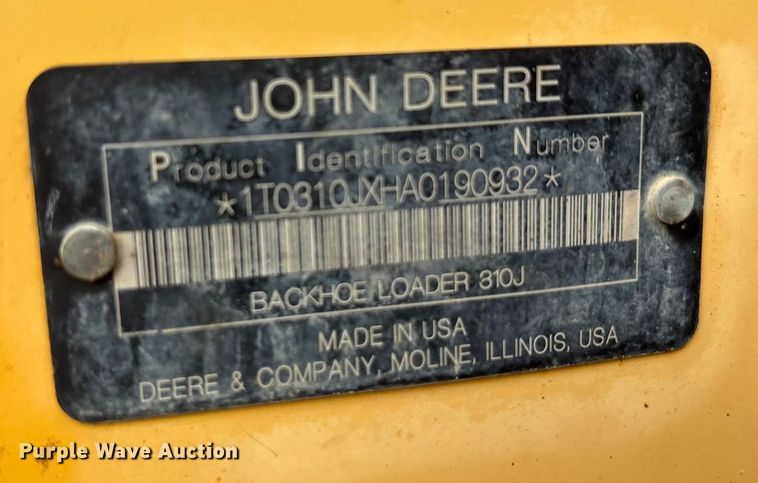 JOHN DEERE
Product Identification Number
*1T0310JXHA0190932*
BACKHOE LOADER 310J
MADE IN USA
DEERE & COMPANY, MOLINE, ILLINOIS, USA
Purple Wave Auction